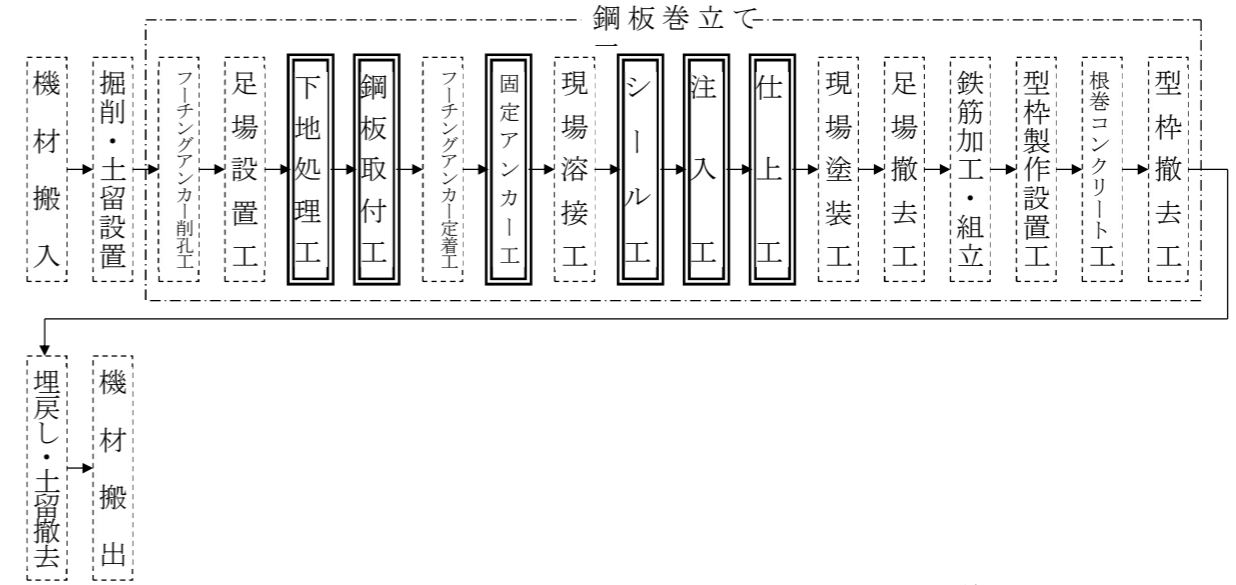 鋼板巻立て
機材搬入
掘削・土留設置
フーチングアンカー削孔工
足場設置工
下地処理工
鋼板取付工
フーチングアンカー定着工
固定アンカー工
現場溶接工
シール工
注入工
仕上工
現場塗装工
足場撤去工
鉄筋加工・組立
型枠製作設置工
根巻コンクリート工
型枠撤去工
埋戻し・土留撤去
機材搬出